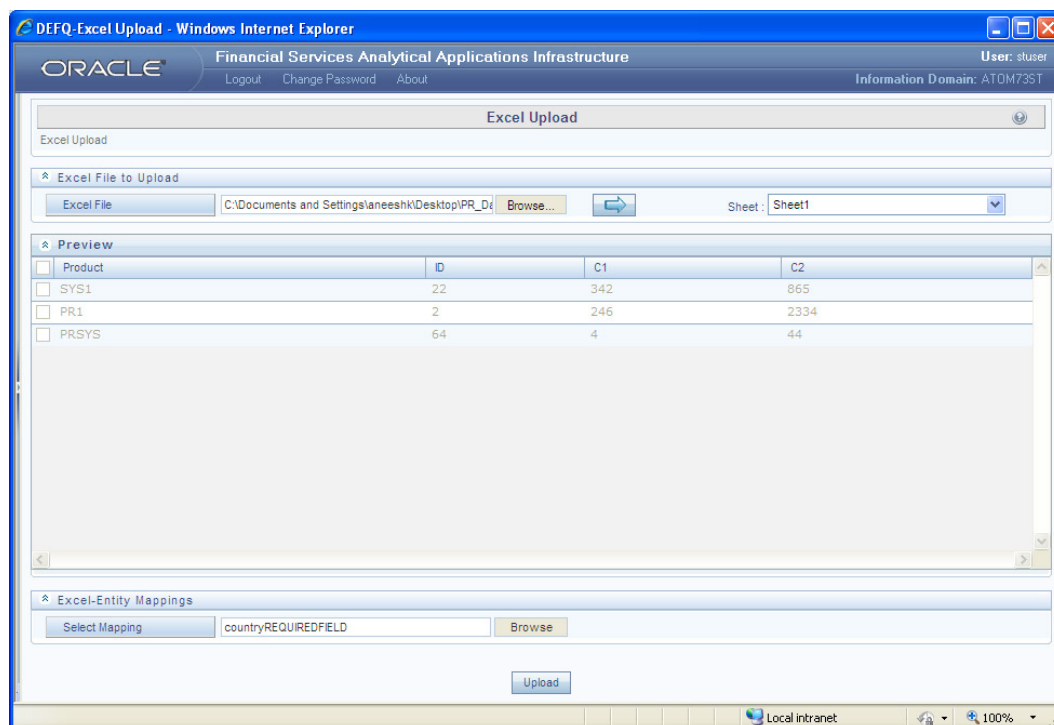 DEFQ-Excel Upload - Windows Internet Explorer
ORACLE
Financial Services Analytical Applications Infrastructure
User: stuser
Logout Change Password About
Information Domain: ATOM73ST
Excel Upload
Excel Upload
Excel File to Upload
Excel File C:\Documents and Settings\aneeshk\Desktop\PR_Da Browse... Sheet : Sheet1
Preview
Product ID C1 C2
SYS1 22 342 865
PR1 2 246 2334
PRSYS 64 4 44
Excel-Entity Mappings
Select Mapping countryREQUIREDFIELD Browse
Upload
Local intranet 100%